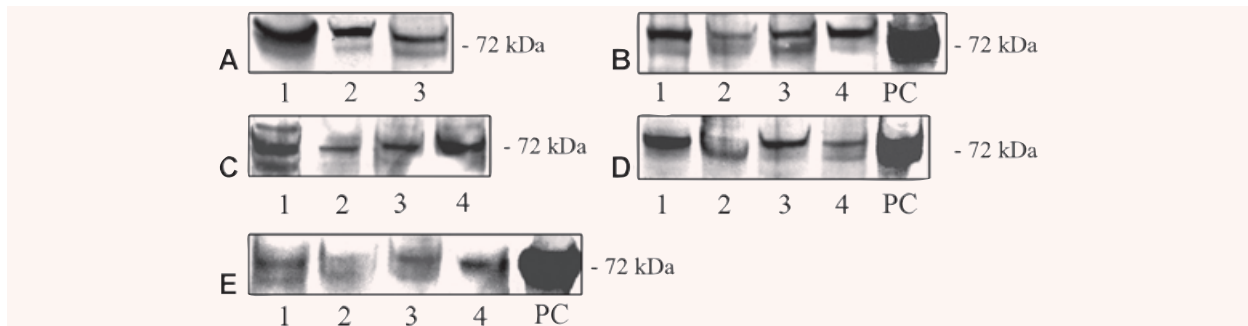 A - 72 kDa
1 2 3
B - 72 kDa
1 2 3 4 PC
C - 72 kDa
1 2 3 4
D - 72 kDa
1 2 3 4 PC
E - 72 kDa
1 2 3 4 PC